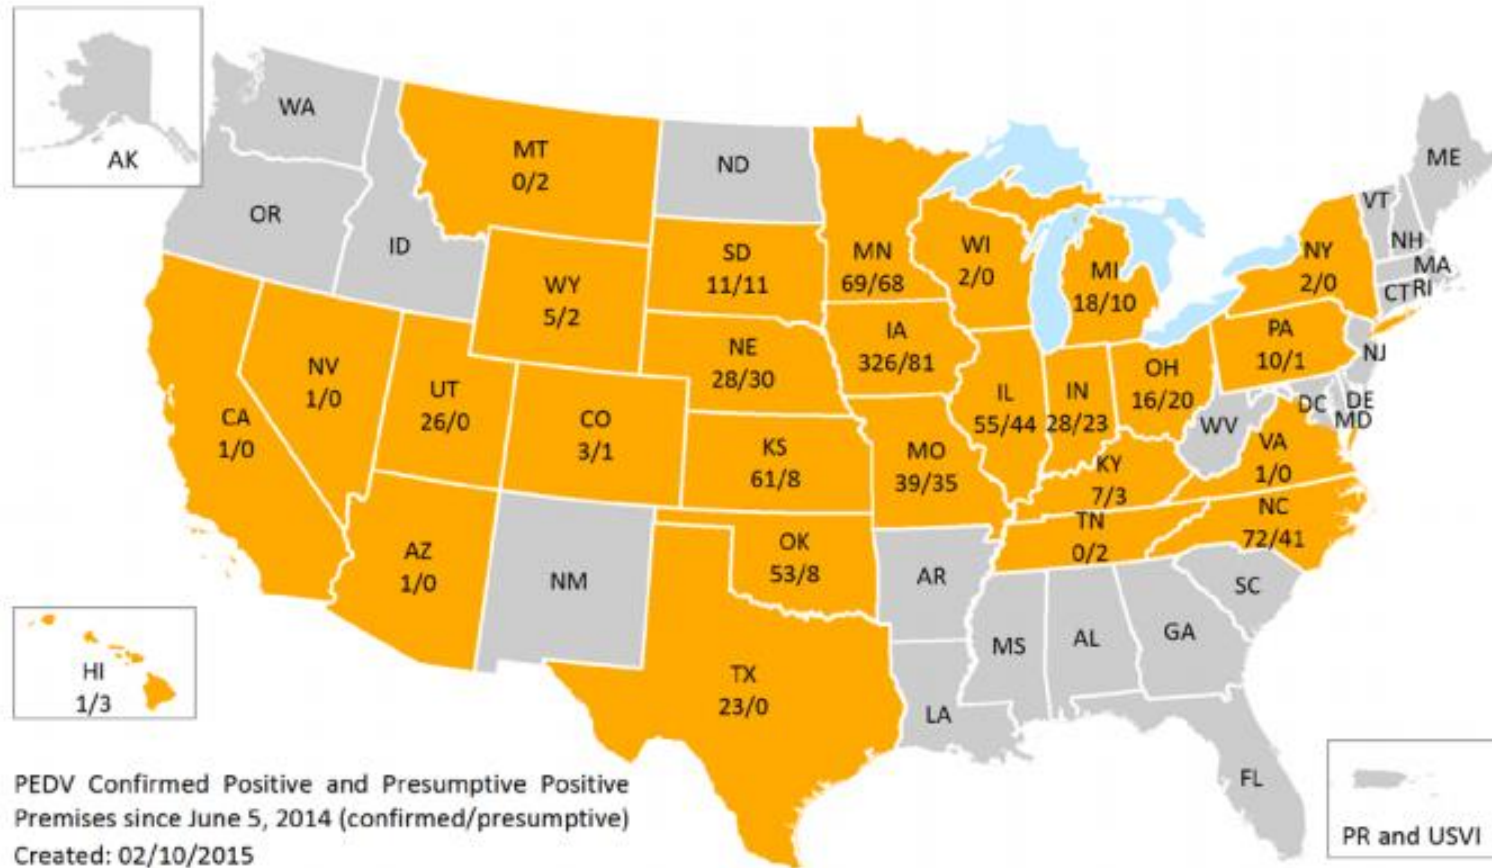 WA
AK
MT
0/2
ND
OR
ID
ME
VT
NH
MA
CT
RI
NY
2/0
SD
11/11
MN
69/68
WI
2/0
MI
18/10
WY
5/2
NE
28/30
IA
326/81
PA
10/1
NJ
NV
1/0
UT
26/0
CA
1/0
CO
3/1
KS
61/8
MO
39/35
IL
55/44
IN
28/23
OH
16/20
WV
DC
DE
MD
VA
1/0
KY
7/3
NC
72/41
TN
0/2
AZ
1/0
NM
OK
53/8
AR
SC
MS
AL
GA
HI
1/3
TX
23/0
LA
FL
PR and USVI
PEDV Confirmed Positive and Presumptive Positive
Premises since June 5, 2014 (confirmed/presumptive)
Created: 02/10/2015